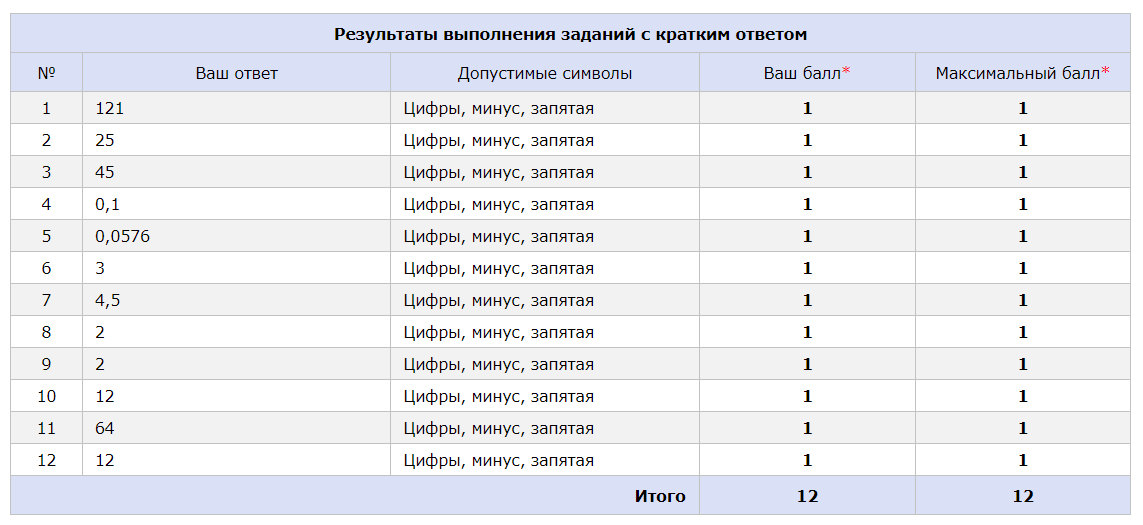 Результаты выполнения заданий с кратким ответом
№ Ваш ответ Допустимые символы Ваш балл* Максимальный балл*
1 121 Цифры, минус, запятая 1 1
2 25 Цифры, минус, запятая 1 1
3 45 Цифры, минус, запятая 1 1
4 0,1 Цифры, минус, запятая 1 1
5 0,0576 Цифры, минус, запятая 1 1
6 3 Цифры, минус, запятая 1 1
7 4,5 Цифры, минус, запятая 1 1
8 2 Цифры, минус, запятая 1 1
9 2 Цифры, минус, запятая 1 1
10 12 Цифры, минус, запятая 1 1
11 64 Цифры, минус, запятая 1 1
12 12 Цифры, минус, запятая 1 1
Итого 12 12